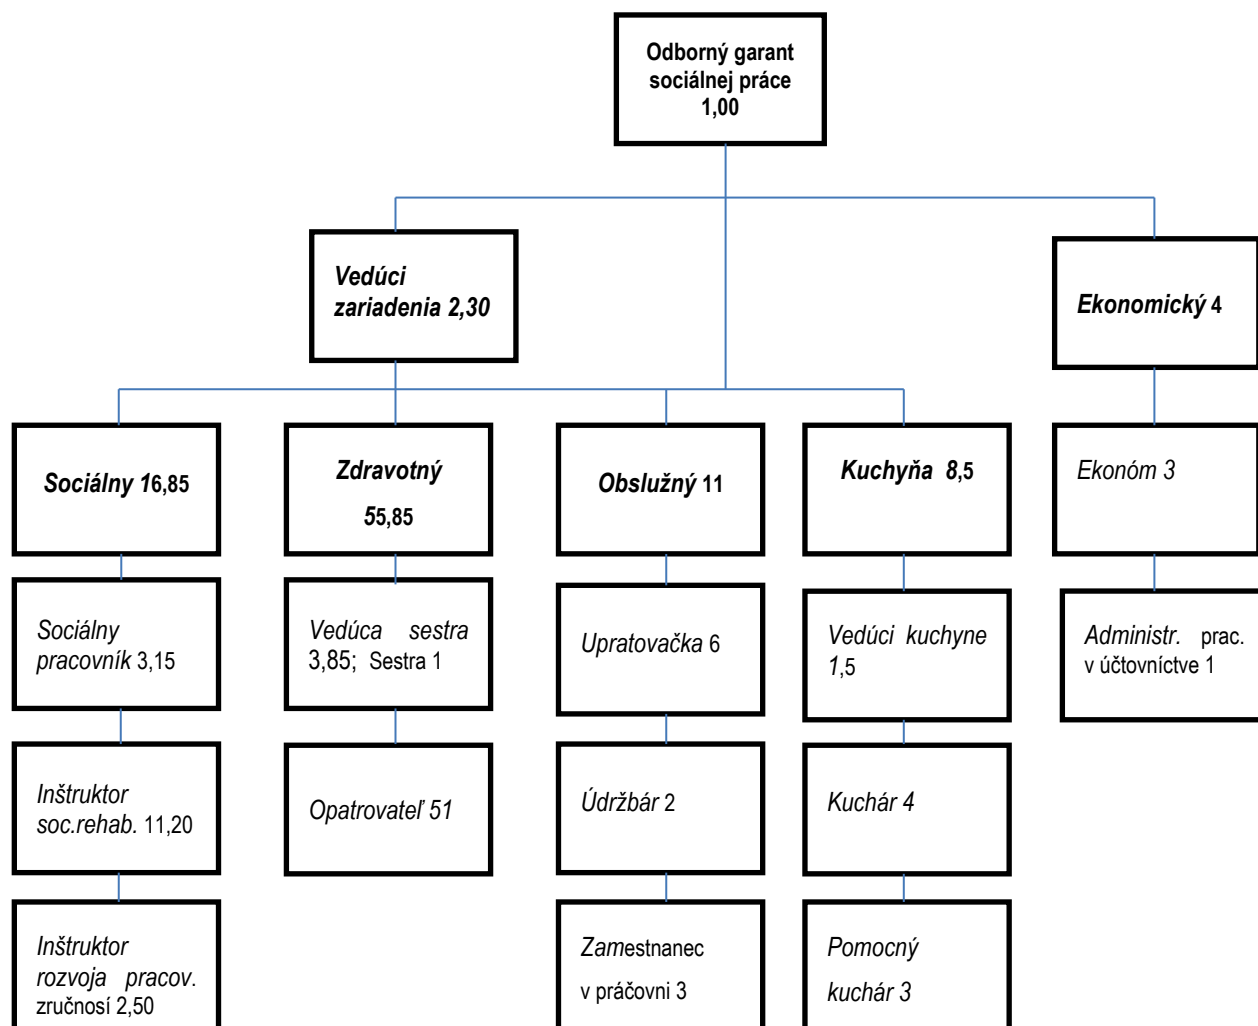 Odborný garant
sociálnej práce
1,00
Vedúci
zariadenia 2,30
Ekonomický 4
Sociálny 16,85
Zdravotný
55,85
Obslužný 11
Kuchyňa 8,5
Ekonóm 3
Sociálny
pracovník 3,15
Vedúca sestra
3,85; Sestra 1
Upratovačka 6
Vedúci kuchyne
1,5
Administr. prac.
v účtovníctve 1
Inštruktor
soc.rehab. 11,20
Opatrovateľ 51
Údržbár 2
Kuchár 4
Inštruktor
rozvoja pracov.
zručnosí 2,50
Zamestnanec
v práčovni 3
Pomocný
kuchár 3